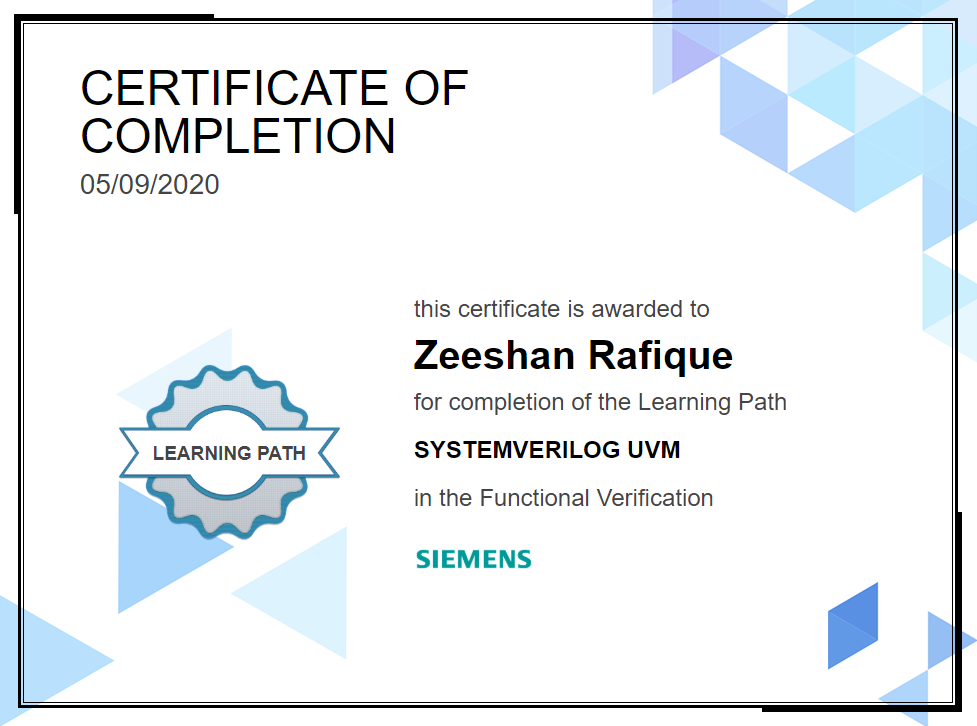 CERTIFICATE OF
COMPLETION
05/09/2020
this certificate is awarded to
Zeeshan Rafique
for completion of the Learning Path
LEARNING PATH
SYSTEMVERILOG UVM
in the Functional Verification
SIEMENS